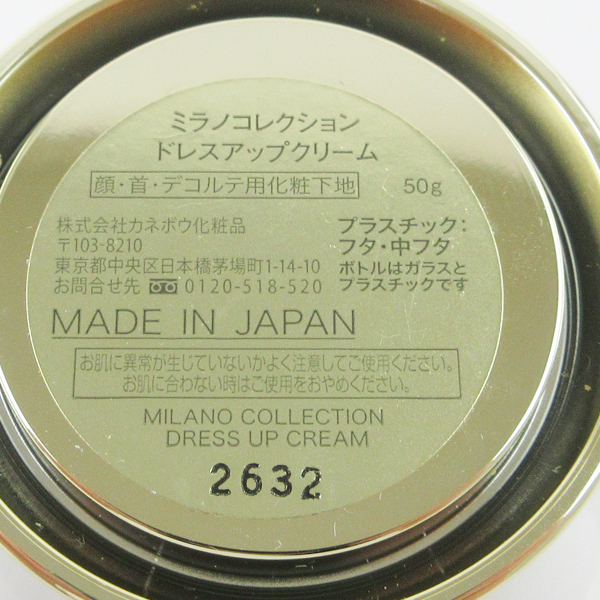 ミラノコレクション
ドレスアップクリーム
顔・首・デコルテ用化粧下地 50g
株式会社カネボウ化粧品
〒103-8210
東京都中央区日本橋茅場町1-14-10
お問合せ先 0120-518-520
プラスチック:
フタ・中フタ
ボトルはガラスと
プラスチックです
MADE IN JAPAN
お肌に異常が生じていないかよく注意してご使用ください。
お肌に合わない時はご使用をおやめください。
MILANO COLLECTION
DRESS UP CREAM
2632